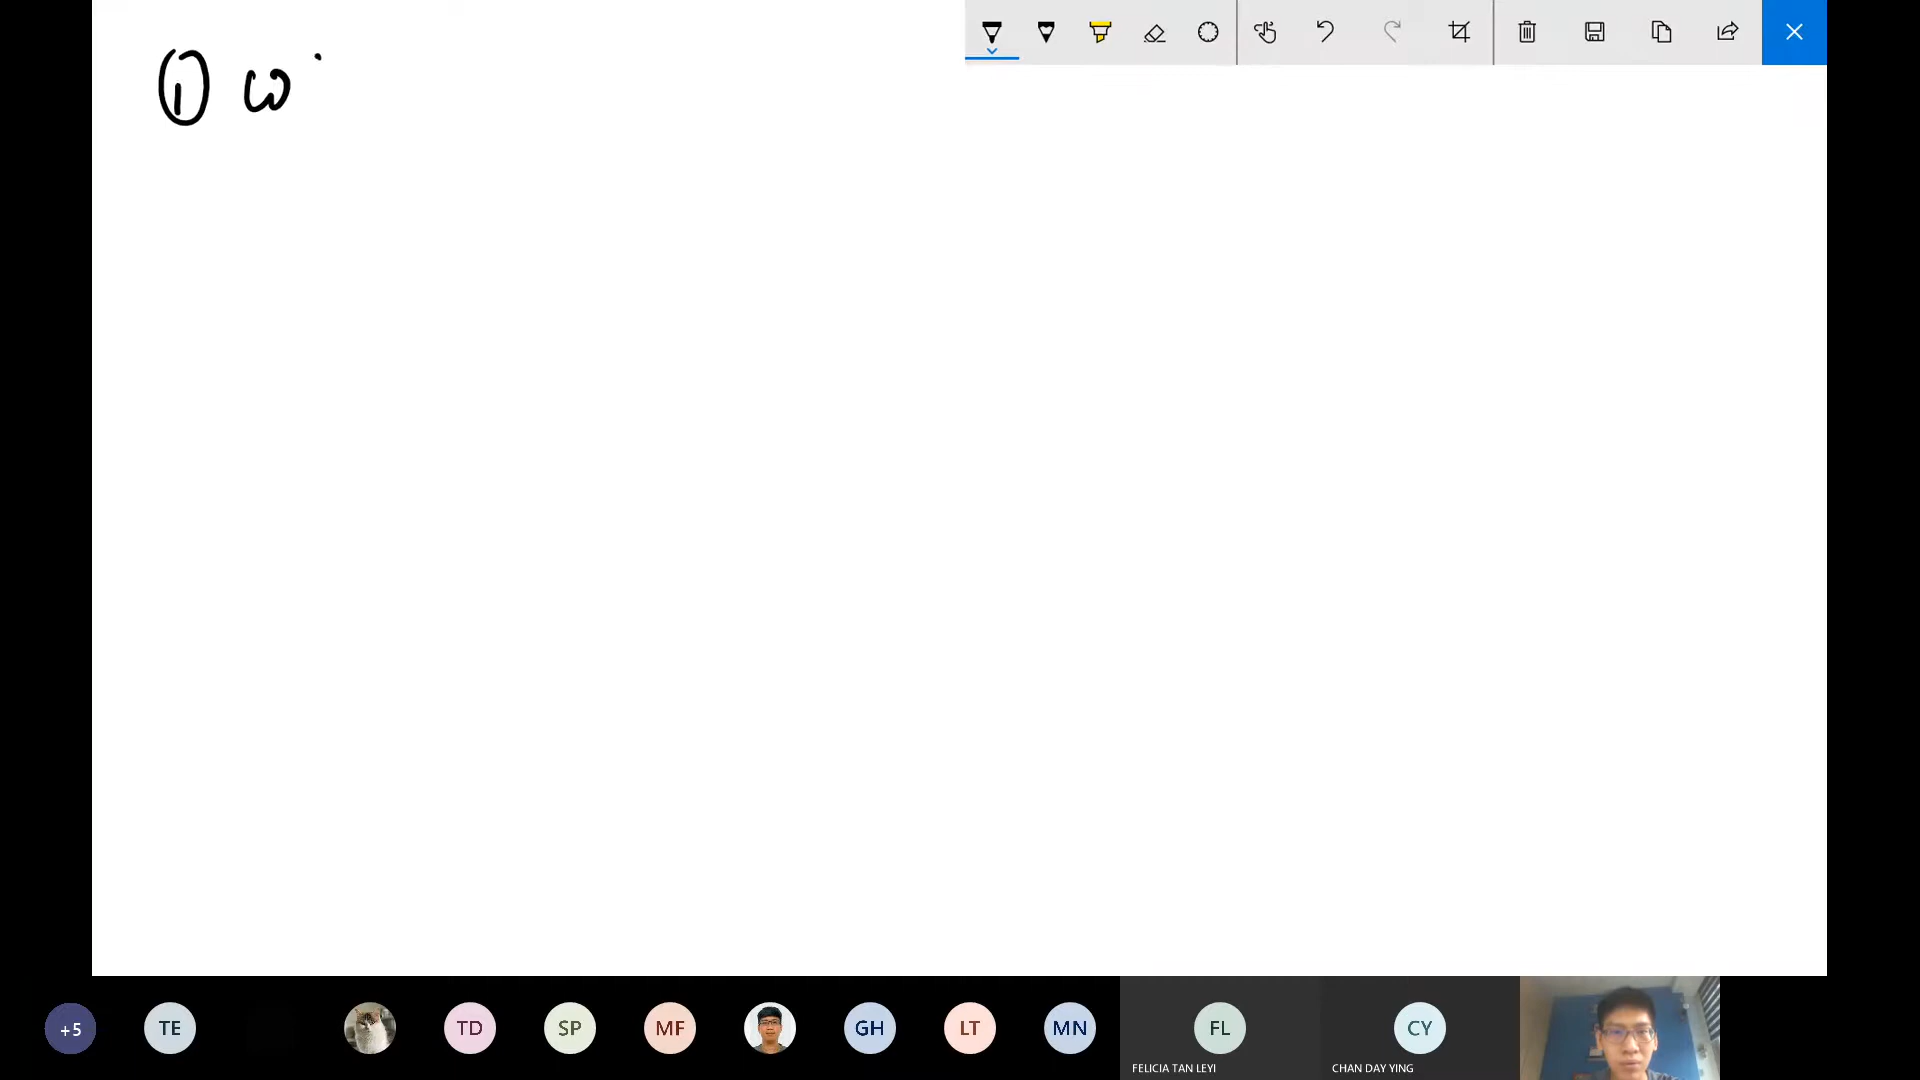 ① ω
+5 TE TD SP MF GH LT MN FL CY
FELICIA TAN LEYI CHAN DAY YING